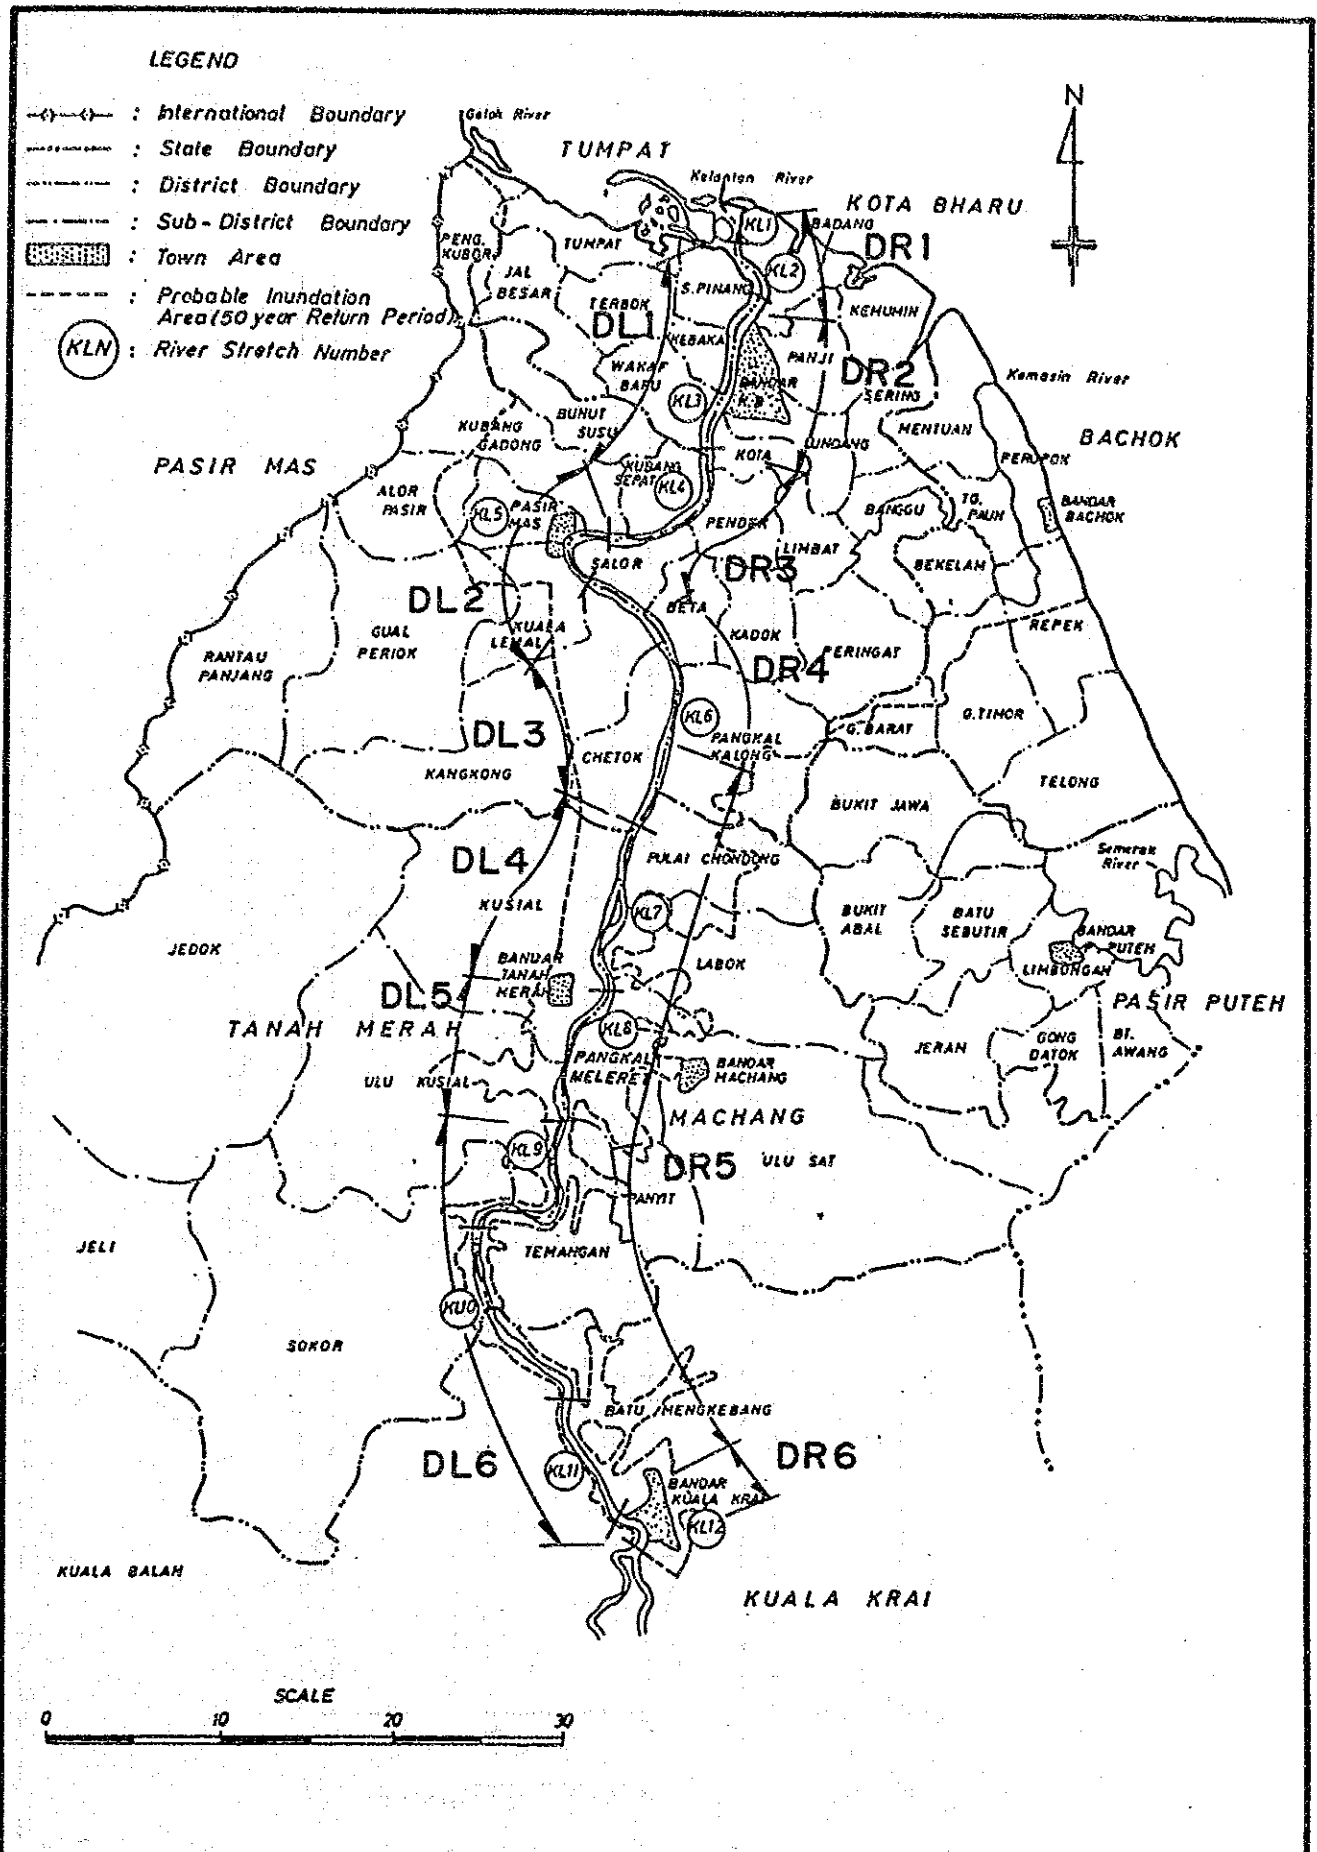 LEGEND
: International Boundary
: State Boundary
: District Boundary
: Sub-District Boundary
: Town Area
: Probable Inundation
Area (50 year Return Period)
KLN : River Stretch Number
Golok River
TUMPAT
Kelantan River
N
KOTA BHARU
KL1
BADANG
DR1
PENG.
KUBOR
TUMPAT
JAL
BESAR
KL2
S.PINANG
TERBOK
KEMUMIN
DL1
KEBAKA
PANJI
DR2
WAKAF
BARU
BANDAR
K.B
SERING
Kemasin River
KL3
BUNUT
SUSU
KUBANG
GADONG
MENTUAN
BACHOK
PASIR MAS
KOTA
LUNDANG
PERUPOK
KUBANG
SEPAT
KL4
ALOR
PASIR
KL5
PASIR
MAS
BANGGU
TG.
PAUH
BANDAR
BACHOK
PENDEK
LIMBAT
SALOR
DR3
BEKELAM
DL2
BETA
KADOK
REPEK
GUAL
PERIOK
KUALA
LEMAL
RANTAU
PANJANG
PERINGAT
DR4
KL6
G.TIMOR
DL3
PANGKAL
KALONG
G.BARAT
CHETOK
KANGKONG
TELONG
BUKIT JAWA
DL4
PULAI CHONDONG
Semerak
River
KUSIAL
KL7
BUKIT
ABAL
BATU
SEBUTIR
BANDAR
P. PUTEH
JEDOK
BANDAR
TANAH
MERAH
LABOK
LIMBONGAN
DL5
PASIR PUTEH
TANAH MERAH
KL8
JERAM
GONG
DATOK
BT.
AWANG
PANGKAL
MELERET
BANDAR
MACHANG
ULU KUSIAL
MACHANG
KL9
DR5
ULU SAT
PANYIT
JELI
TEMANGAN
KU0
SOKOR
BATU MENGKEBANG
DL6
DR6
KL11
BANDAR
KUALA KRAI
KL12
KUALA BALAH
KUALA KRAI
SCALE
0 10 20 30